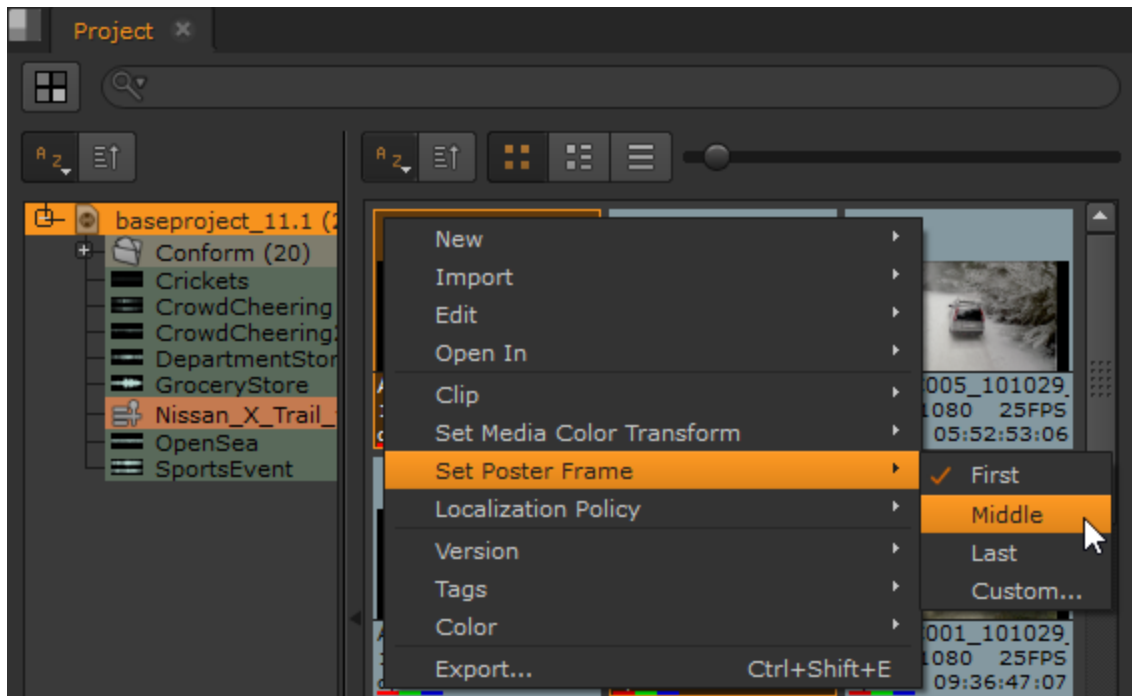 Project
A Z
A Z
baseproject_11.1 (
Conform (20)
Crickets
CrowdCheering
CrowdCheering
DepartmentStor
GroceryStore
Nissan_X_Trail_
OpenSea
SportsEvent
New
Import
Edit
Open In
Clip
Set Media Color Transform
Set Poster Frame
Localization Policy
Version
Tags
Color
Export... Ctrl+Shift+E
First
Middle
Last
Custom...
005_101029_
1080 25FPS
05:52:53:06
001_101029_
1080 25FPS
09:36:47:07